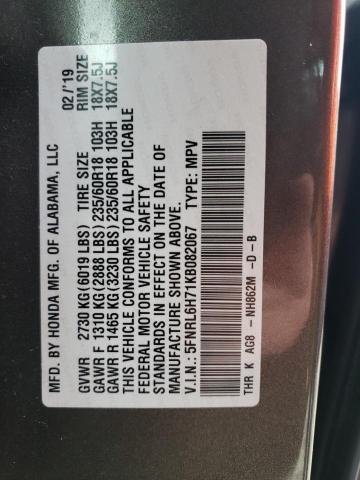 MFD. BY HONDA MFG. OF ALABAMA, LLC 02/'19
GVWR 2730 KG(6019 LBS) TIRE SIZE RIM SIZE
GAWR F 1310 KG (2888 LBS) 235/60R18 103H 18X7.5J
GAWR R 1465 KG(3230 LBS) 235/60R18 103H 18X7.5J
THIS VEHICLE CONFORMS TO ALL APPLICABLE
FEDERAL MOTOR VEHICLE SAFETY
STANDARDS IN EFFECT ON THE DATE OF
MANUFACTURE SHOWN ABOVE.
V.I.N.: 5FNRL6H71KB082067 TYPE: MPV
THR K AG8 - NH862M -D-B